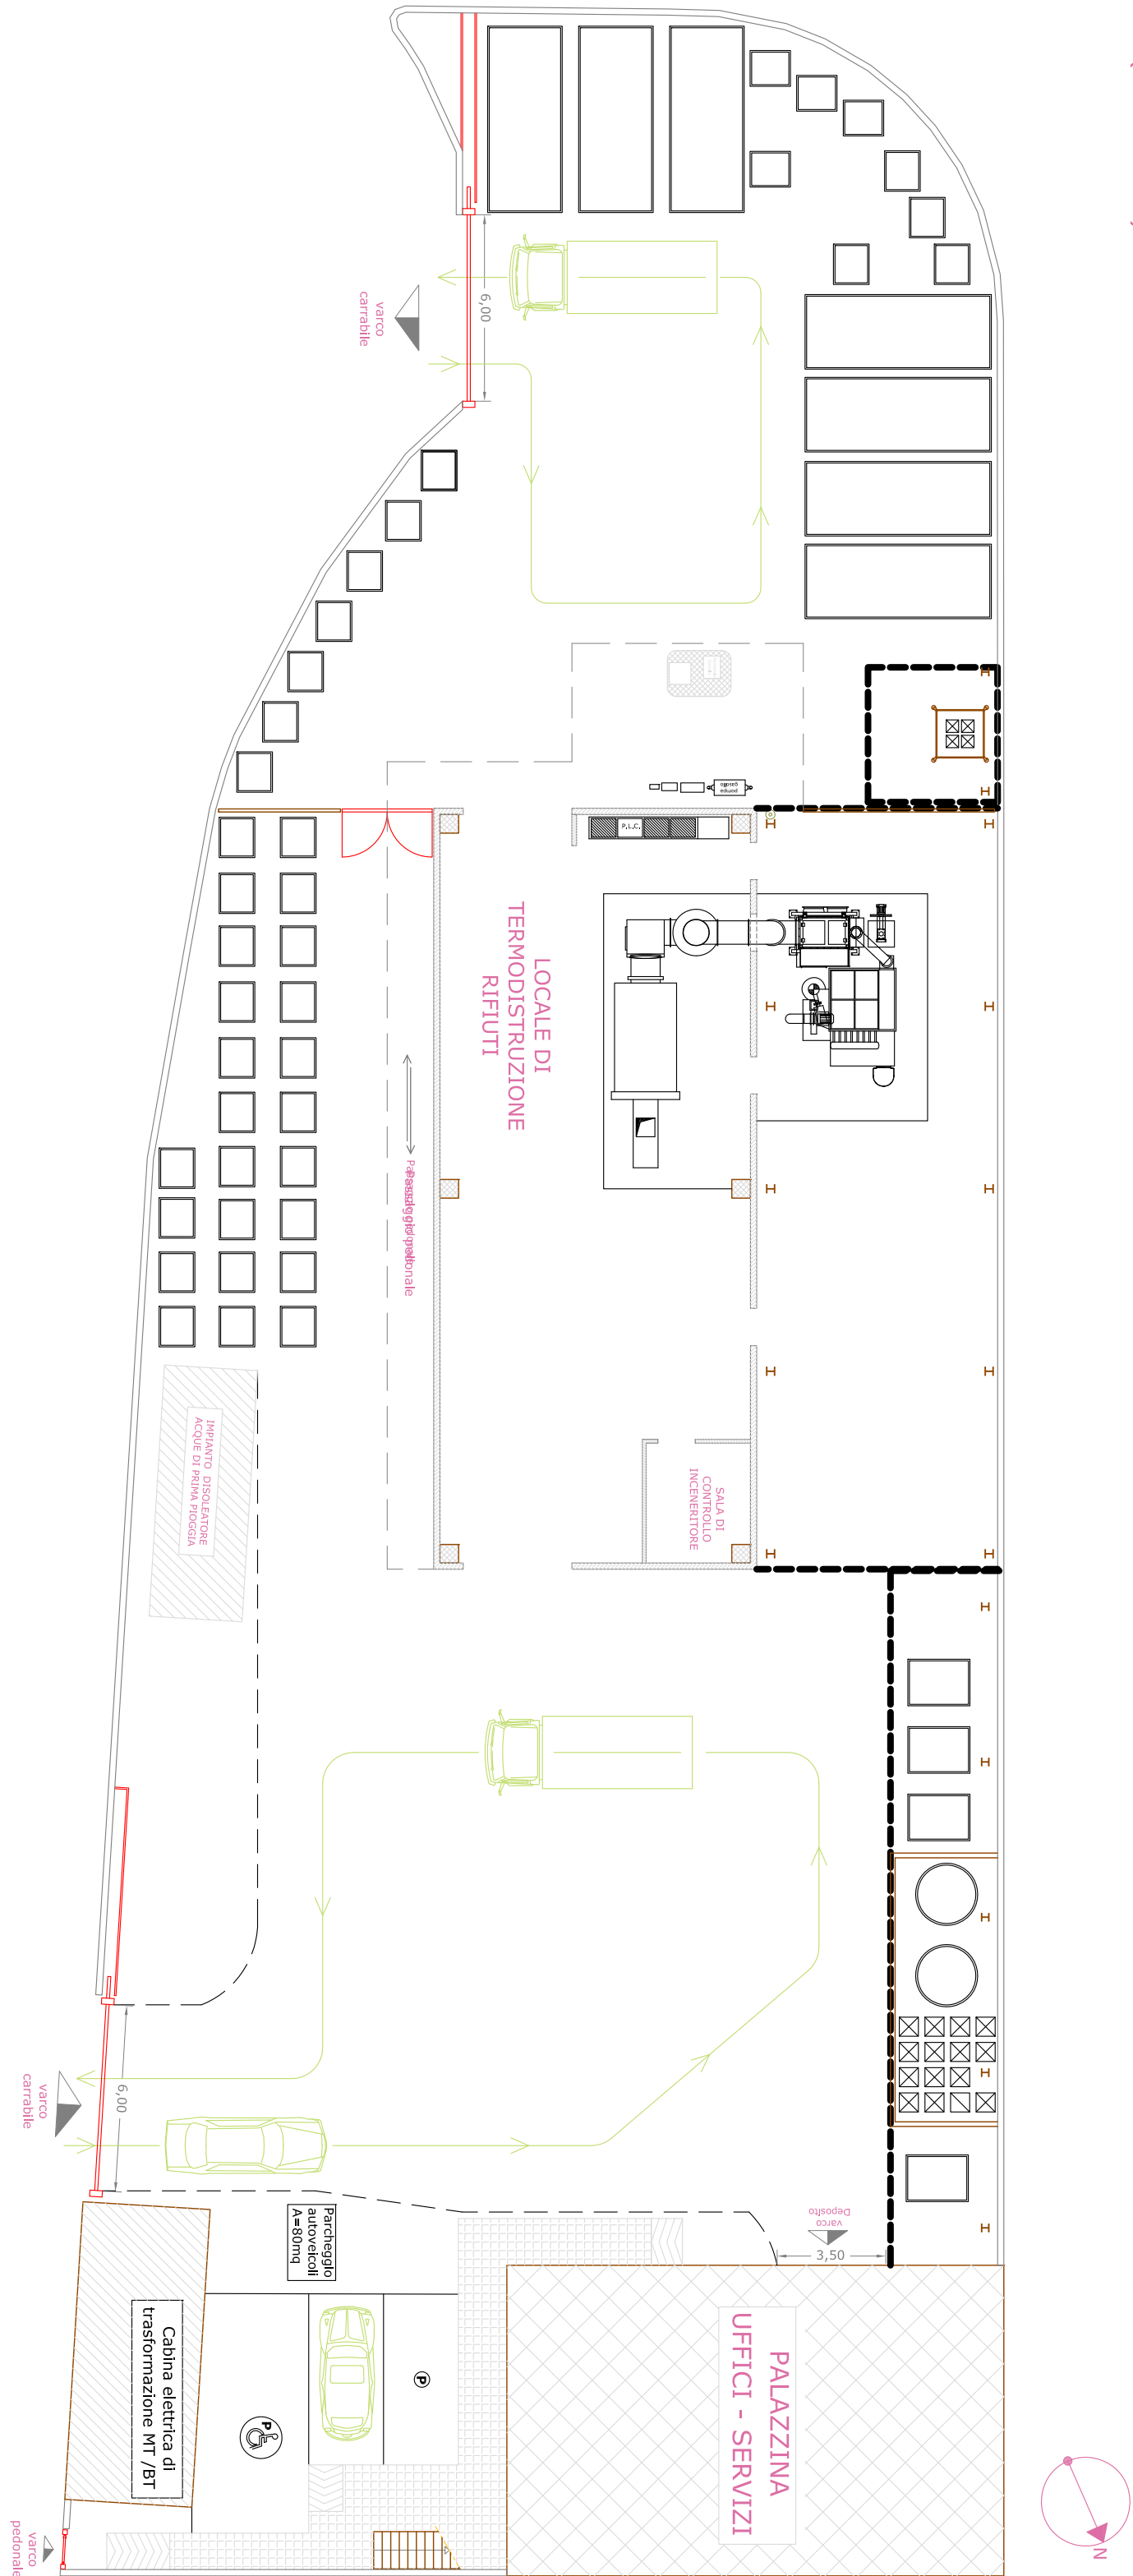 6,00
varco
carrabile
pompa
gasolio
P.L.C.
LOCALE DI
TERMODISTRUZIONE
RIFIUTI
Passaggio pedonale
IMPIANTO DISOLEATORE
ACQUE DI PRIMA PIOGGIA
SALA DI
CONTROLLO
INCENERITORE
6,00
varco
carrabile
varco
Deposito
3,50
Parcheggio
autoveicoli
A=80mq
Cabina elettrica di
trasformazione MT /BT
P
P
PALAZZINA
UFFICI - SERVIZI
varco
pedonale
N